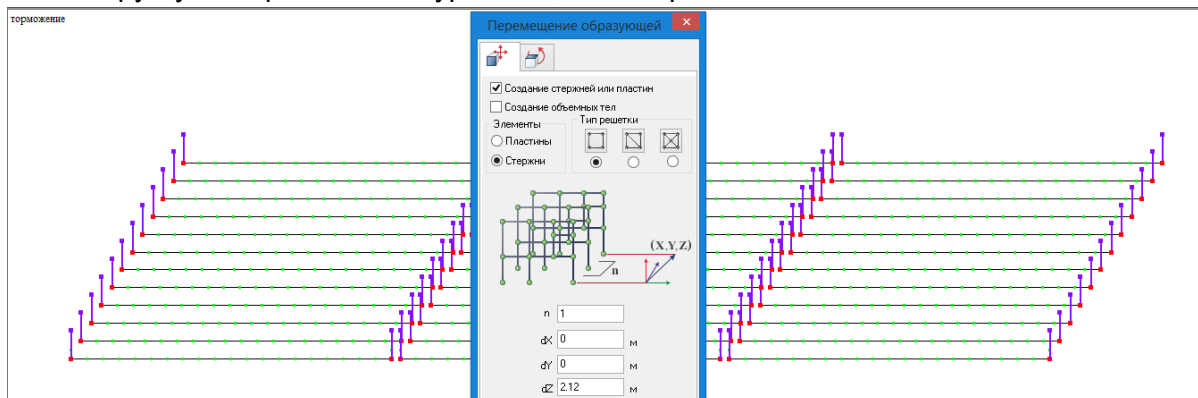 торможение
Перемещение образующей
Создание стержней или пластин
Создание объемных тел
Элементы
Тип решетки
Пластины
Стержни
(X,Y,Z)
n
n 1
dX 0 м
dY 0 м
dZ 2.12 м